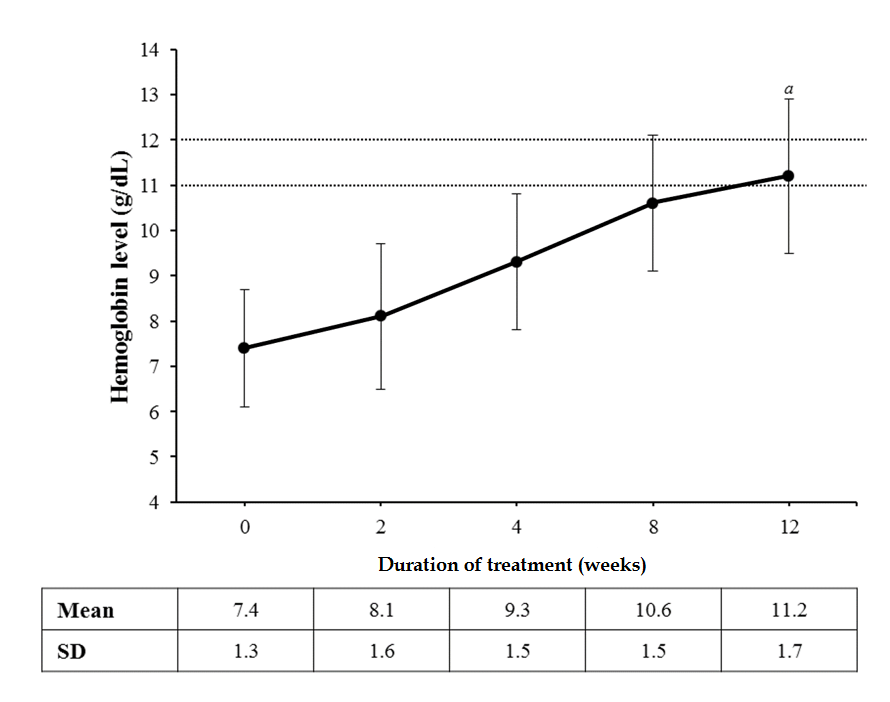 14
13
12
11
10
9
8
7
6
5
4
Hemoglobin level (g/dL)
a
0 2 4 8 12
Duration of treatment (weeks)
Mean 7.4 8.1 9.3 10.6 11.2
SD 1.3 1.6 1.5 1.5 1.7